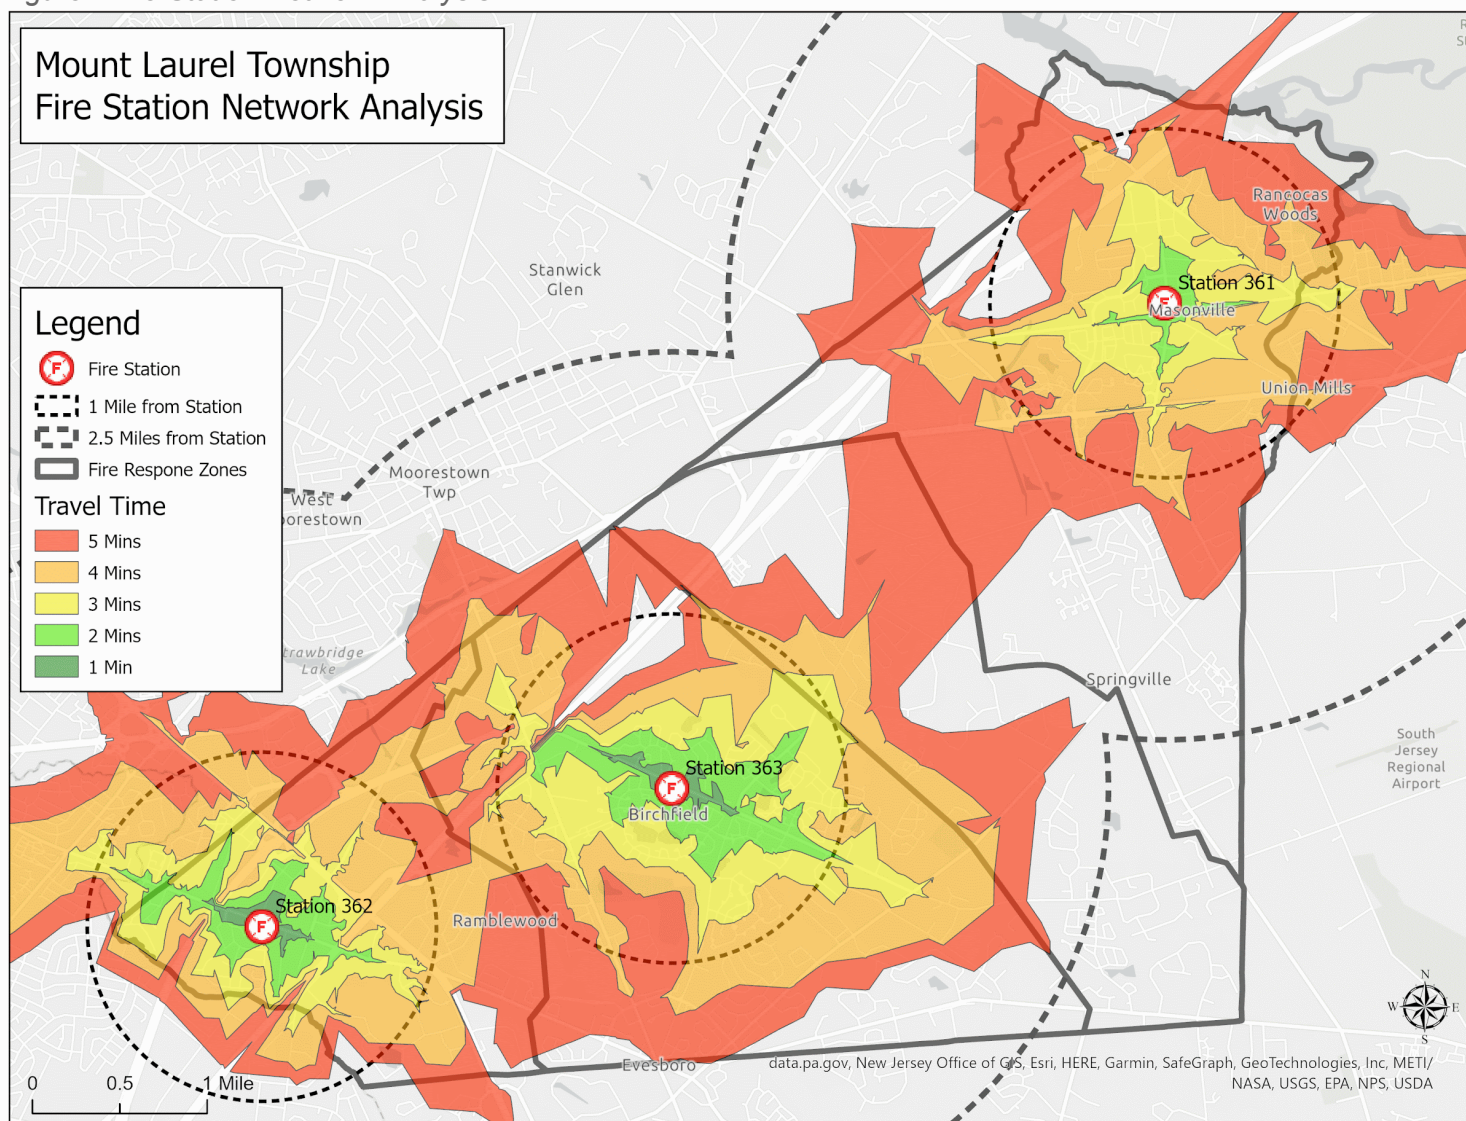 Mount Laurel Township
Fire Station Network Analysis
Rancocas
Woods
Stanwick
Glen
Station 361
Masonville
Legend
Fire Station
1 Mile from Station
2.5 Miles from Station
Fire Respone Zones
Travel Time
5 Mins
4 Mins
3 Mins
2 Mins
1 Min
Union Mills
Moorestown
Twp
West
oorestown
trawbridge
Lake
Springville
South
Jersey
Regional
Airport
Station 363
Birchfield
Station 362
Ramblewood
N
W
E
S
Evesboro
0
0.5
1 Mile
data.pa.gov, New Jersey Office of GIS, Esri, HERE, Garmin, SafeGraph, GeoTechnologies, Inc, METI/
NASA, USGS, EPA, NPS, USDA